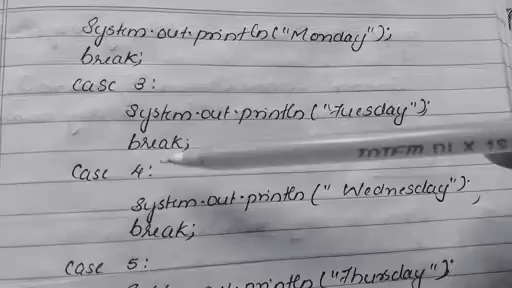 System.out.println("Monday");
break;
case 3:
System.out.println("Tuesday");
break;
case 4:
System.out.println(" Wednesday");
break;
case 5:
println("Thursday")